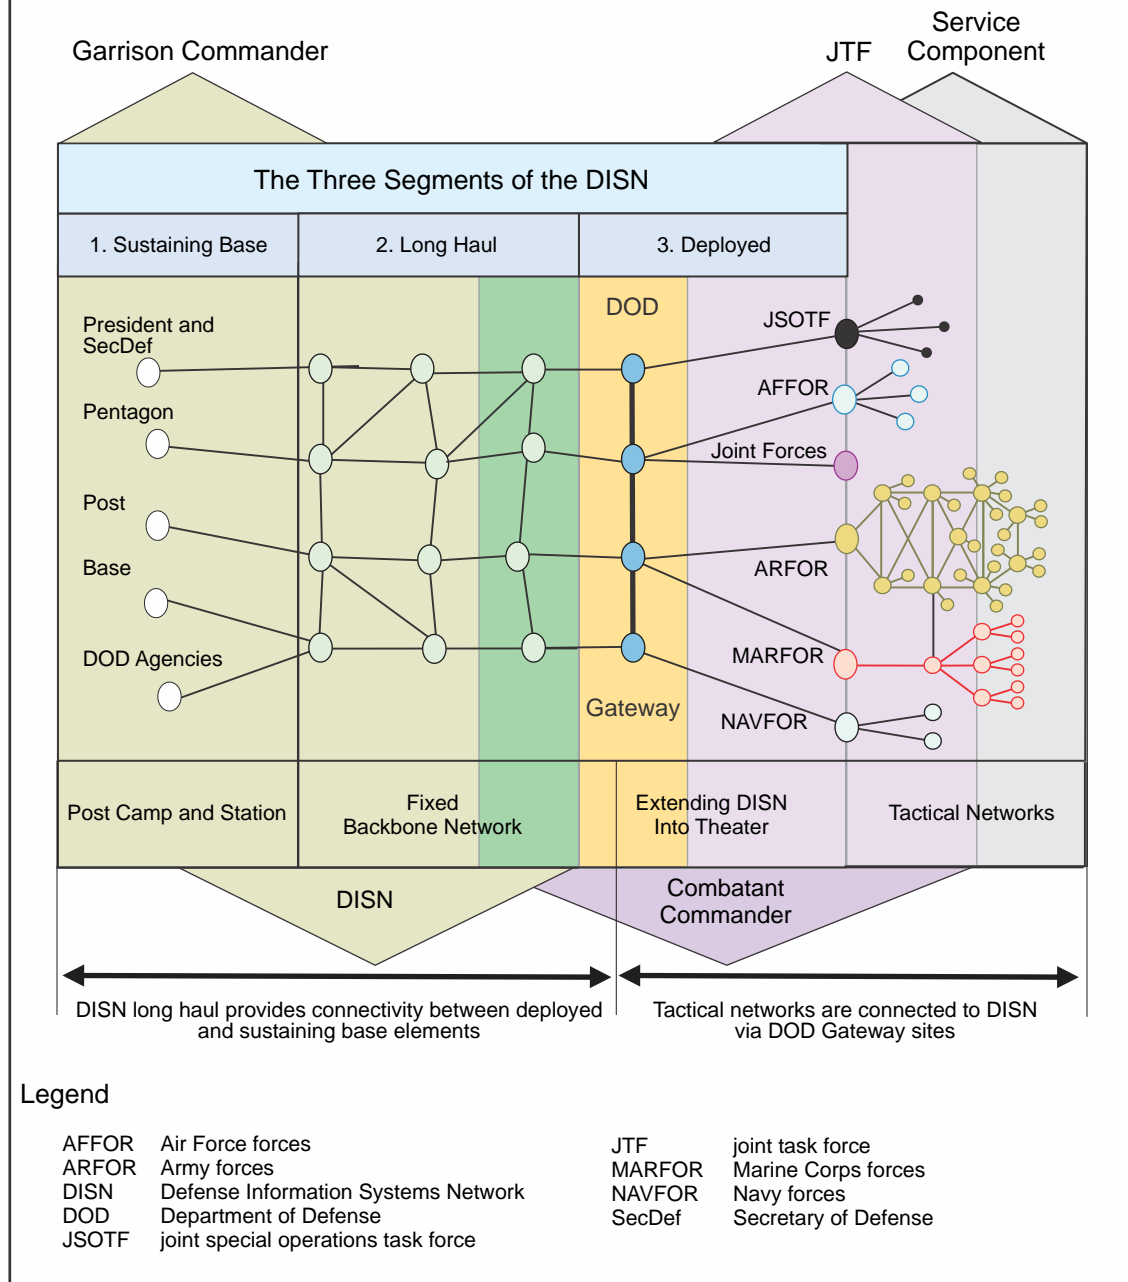 Garrison Commander
JTF
Service
Component
The Three Segments of the DISN
1. Sustaining Base
2. Long Haul
3. Deployed
President and
SecDef
Pentagon
Post
Base
DOD Agencies
DOD
Gateway
JSOTF
AFFOR
Joint Forces
ARFOR
MARFOR
NAVFOR
Post Camp and Station
Fixed
Backbone Network
Extending DISN
Into Theater
Tactical Networks
DISN
Combatant
Commander
DISN long haul provides connectivity between deployed
and sustaining base elements
Tactical networks are connected to DISN
via DOD Gateway sites
Legend
AFFOR Air Force forces
ARFOR Army forces
DISN Defense Information Systems Network
DOD Department of Defense
JSOTF joint special operations task force
JTF joint task force
MARFOR Marine Corps forces
NAVFOR Navy forces
SecDef Secretary of Defense